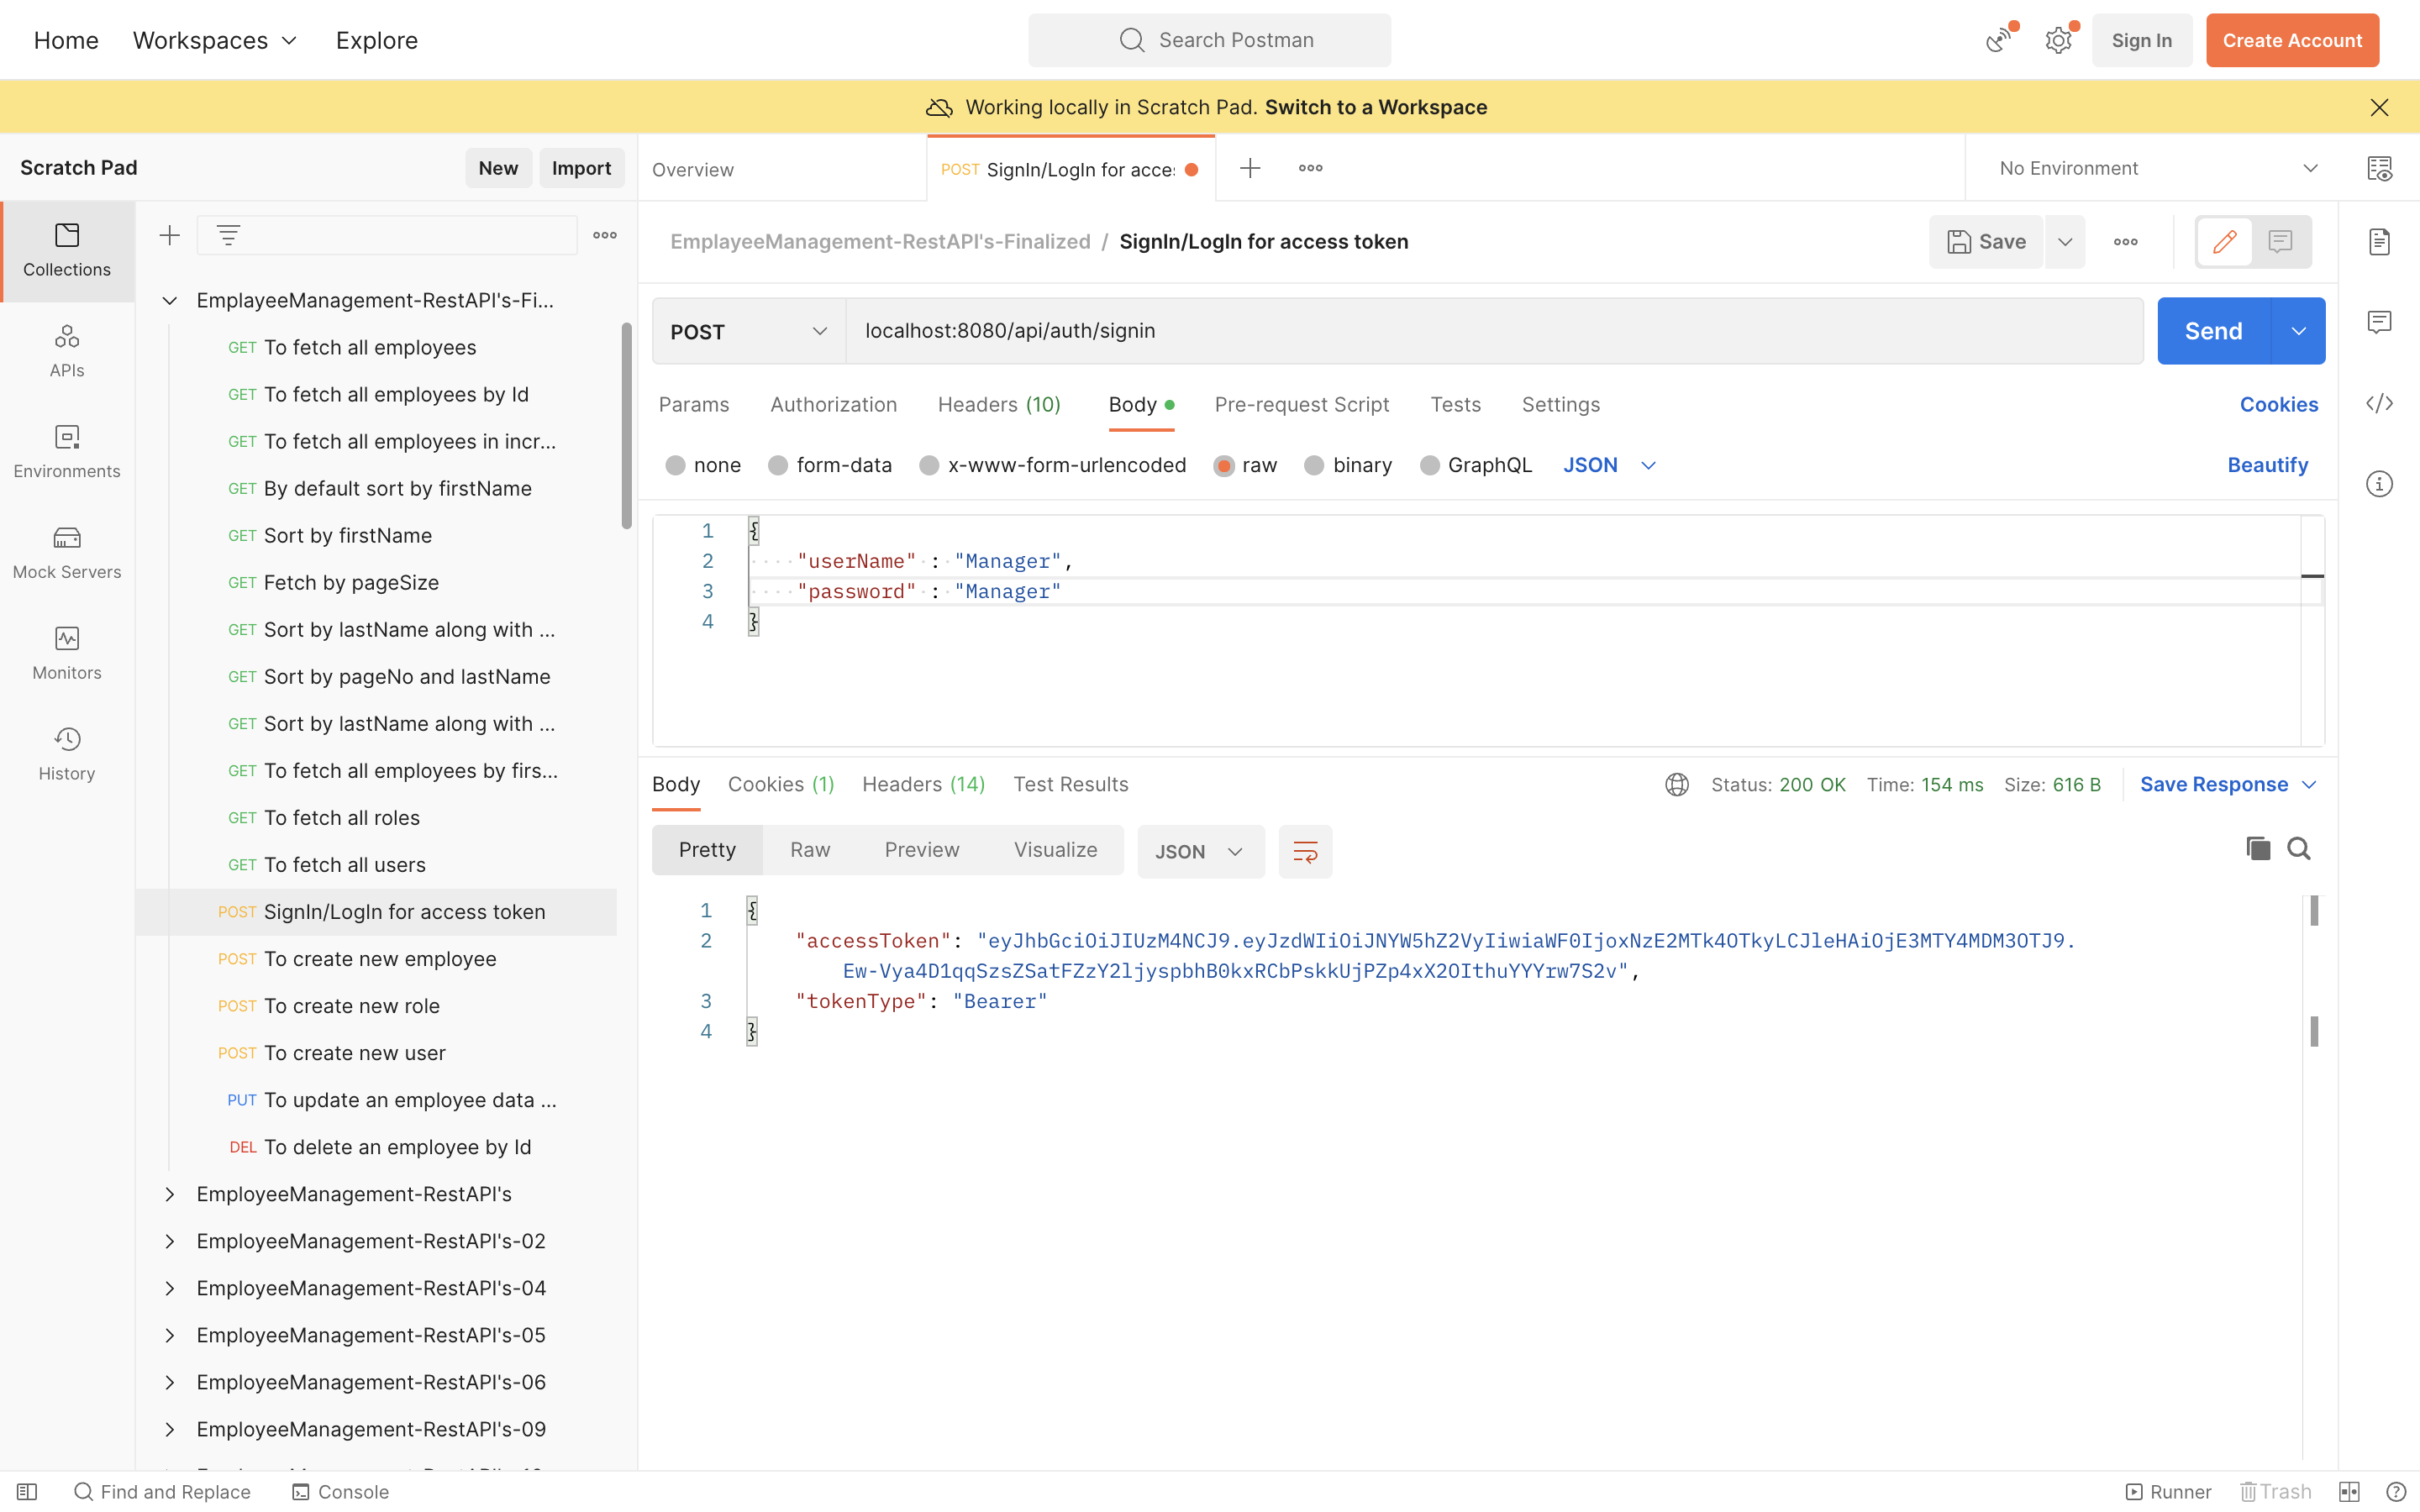 Home
Workspaces
Explore
Search Postman
Sign In
Create Account
Working locally in Scratch Pad. Switch to a Workspace
Scratch Pad
New
Import
Overview
POST SignIn/LogIn for acce
No Environment
Collections
APIs
Environments
Mock Servers
Monitors
History
EmplayeeManagement-RestAPI's-Fi...
GET To fetch all employees
GET To fetch all employees by Id
GET To fetch all employees in incr...
GET By default sort by firstName
GET Sort by firstName
GET Fetch by pageSize
GET Sort by lastName along with ...
GET Sort by pageNo and lastName
GET Sort by lastName along with ...
GET To fetch all employees by firs...
GET To fetch all roles
GET To fetch all users
POST SignIn/LogIn for access token
POST To create new employee
POST To create new role
POST To create new user
PUT To update an employee data ...
DEL To delete an employee by Id
EmployeeManagement-RestAPI's
EmployeeManagement-RestAPI's-02
EmployeeManagement-RestAPI's-04
EmployeeManagement-RestAPI's-05
EmployeeManagement-RestAPI's-06
EmployeeManagement-RestAPI's-09
EmplayeeManagement-RestAPI's-Finalized / SignIn/LogIn for access token
Save
POST
localhost:8080/api/auth/signin
Send
Params
Authorization
Headers (10)
Body
Pre-request Script
Tests
Settings
Cookies
none
form-data
x-www-form-urlencoded
raw
binary
GraphQL
JSON
Beautify
1 {
2 "userName" : "Manager",
3 "password" : "Manager"
4 }
Body
Cookies (1)
Headers (14)
Test Results
Status: 200 OK
Time: 154 ms
Size: 616 B
Save Response
Pretty
Raw
Preview
Visualize
JSON
1 {
2 "accessToken": "eyJhbGciOiJIUzM4NCJ9.eyJzdWIiOiJNYW5hZ2VyIiwiaWF0IjoxNzE2MTk4OTkyLCJleHAiOjE3MTY4MDM3OTJ9.
Ew-Vya4D1qqSzsZSatFZzY2ljyspbhB0kxRCbPskkUjPZp4xX2OIthuYYYrw7S2v",
3 "tokenType": "Bearer"
4 }
Find and Replace
Console
Runner
Trash